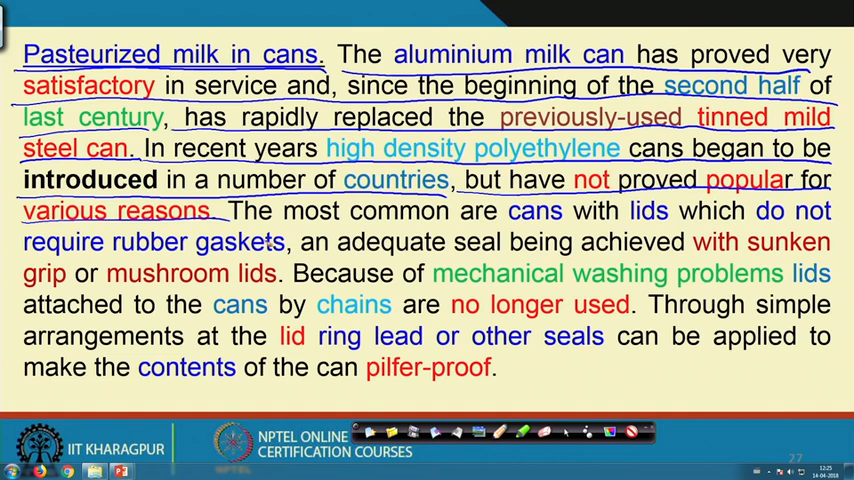 Pasteurized milk in cans. The aluminium milk can has proved very
satisfactory in service and, since the beginning of the second half of
last century, has rapidly replaced the previously-used tinned mild
steel can. In recent years high density polyethylene cans began to be
introduced in a number of countries, but have not proved popular for
various reasons. The most common are cans with lids which do not
require rubber gaskets, an adequate seal being achieved with sunken
grip or mushroom lids. Because of mechanical washing problems lids
attached to the cans by chains are no longer used. Through simple
arrangements at the lid ring lead or other seals can be applied to
make the contents of the can pilfer-proof.
IIT KHARAGPUR
NPTEL ONLINE
CERTIFICATION COURSES
NPTEL
27
12:25
14-04-2018